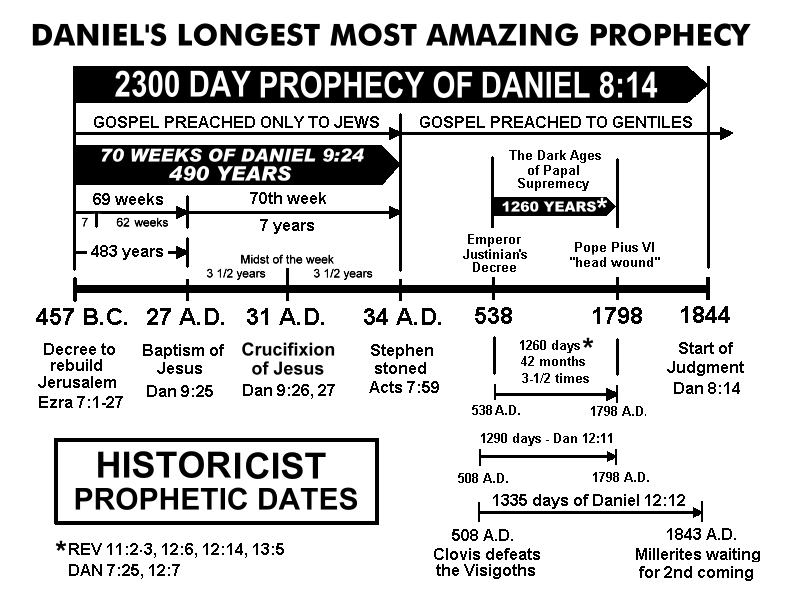 DANIEL'S LONGEST MOST AMAZING PROPHECY
2300 DAY PROPHECY OF DANIEL 8:14
GOSPEL PREACHED ONLY TO JEWS
GOSPEL PREACHED TO GENTILES
70 WEEKS OF DANIEL 9:24
490 YEARS
The Dark Ages
of Papal
Supremecy
1260 YEARS*
69 weeks
70th week
7
62 weeks
7 years
483 years
Midst of the week
3 1/2 years
3 1/2 years
Emperor
Justinian's
Decree
Pope Pius VI
"head wound"
457 B.C.
27 A.D.
31 A.D.
34 A.D.
538
1798
1844
Decree to
rebuild
Jerusalem
Ezra 7:1-27
Baptism of
Jesus
Dan 9:25
Crucifixion
of Jesus
Dan 9:26, 27
Stephen
stoned
Acts 7:59
1260 days*
42 months
3-1/2 times
538 A.D.
1798 A.D.
Start of
Judgment
Dan 8:14
1290 days - Dan 12:11
508 A.D.
1798 A.D.
1335 days of Daniel 12:12
508 A.D.
Clovis defeats
the Visigoths
1843 A.D.
Millerites waiting
for 2nd coming
HISTORICIST
PROPHETIC DATES
*REV 11:2-3, 12:6, 12:14, 13:5
DAN 7:25, 12:7